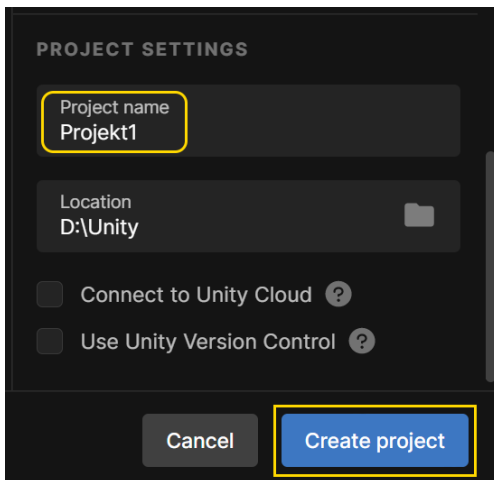 PROJECT SETTINGS
Project name
Projekt1
Location
D:\Unity
Connect to Unity Cloud ?
Use Unity Version Control ?
Cancel
Create project